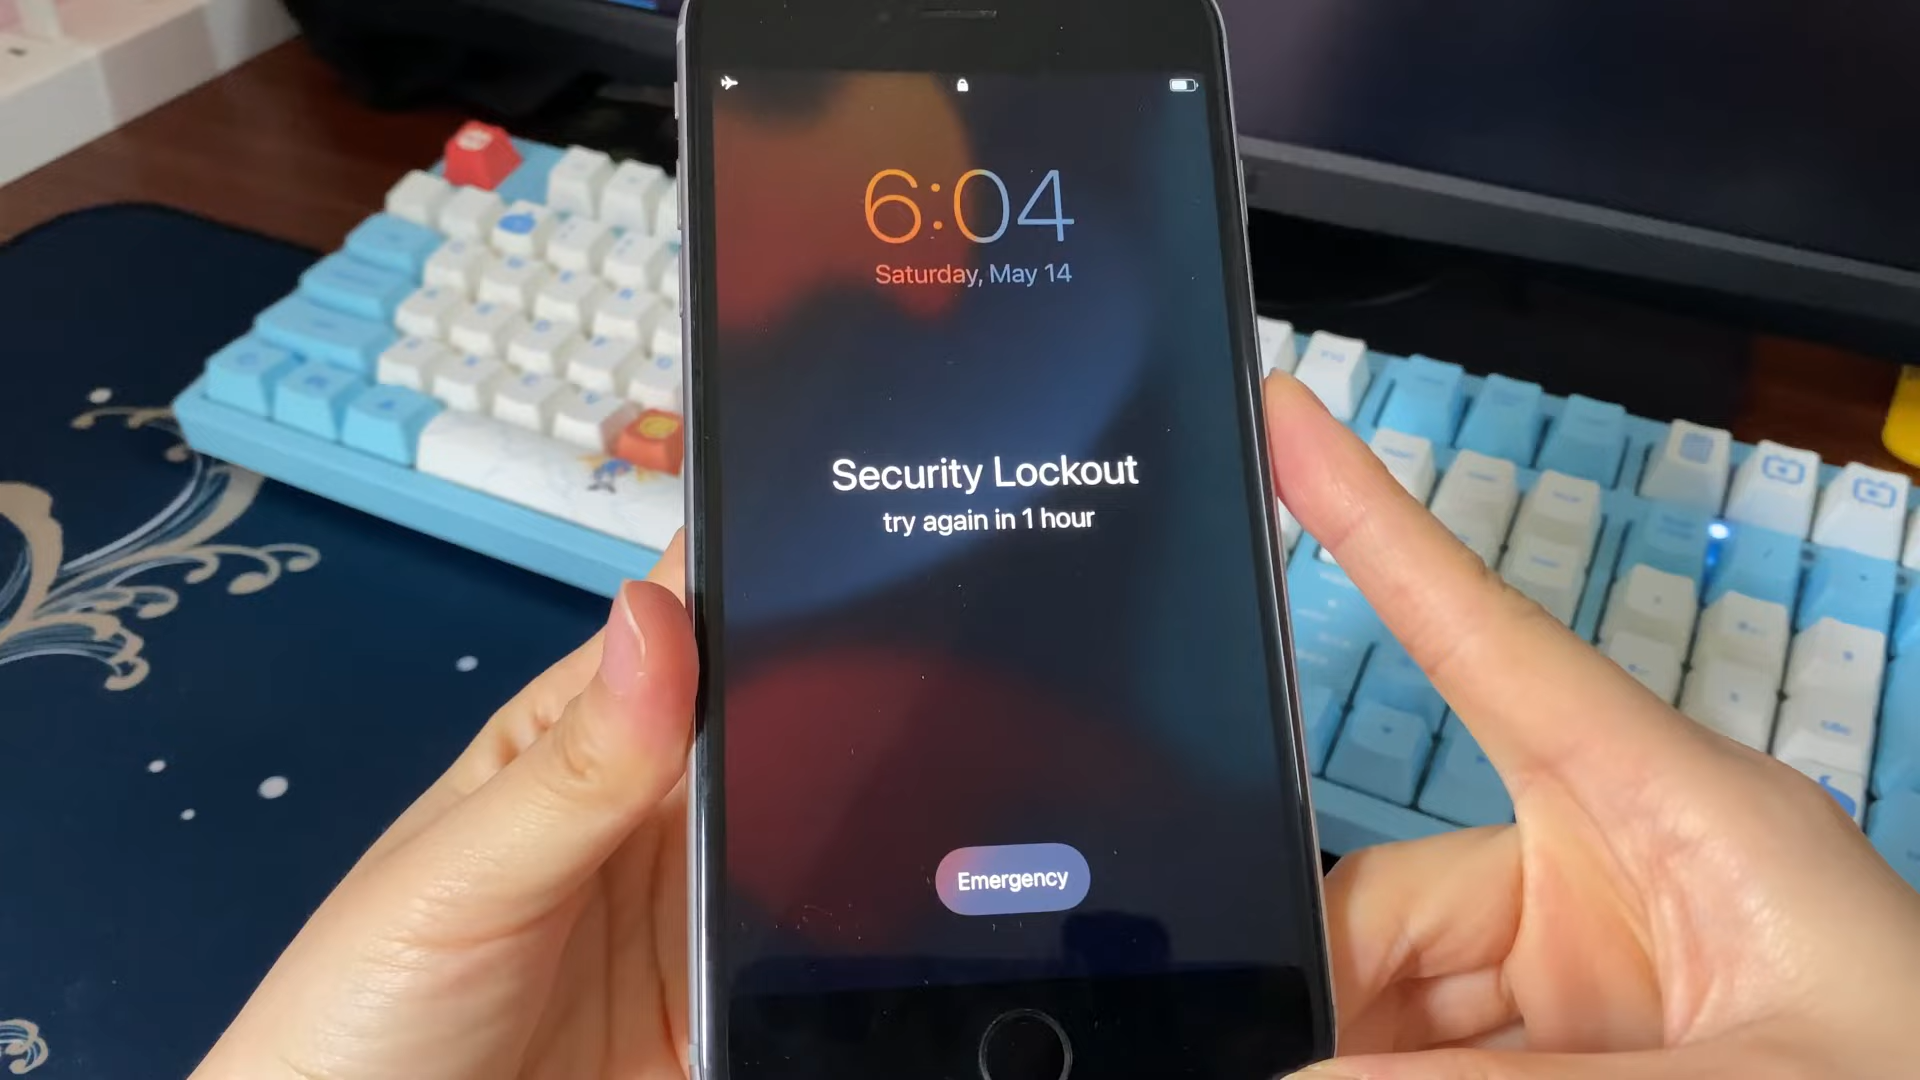 6:04
Saturday, May 14
Security Lockout
try again in 1 hour
Emergency